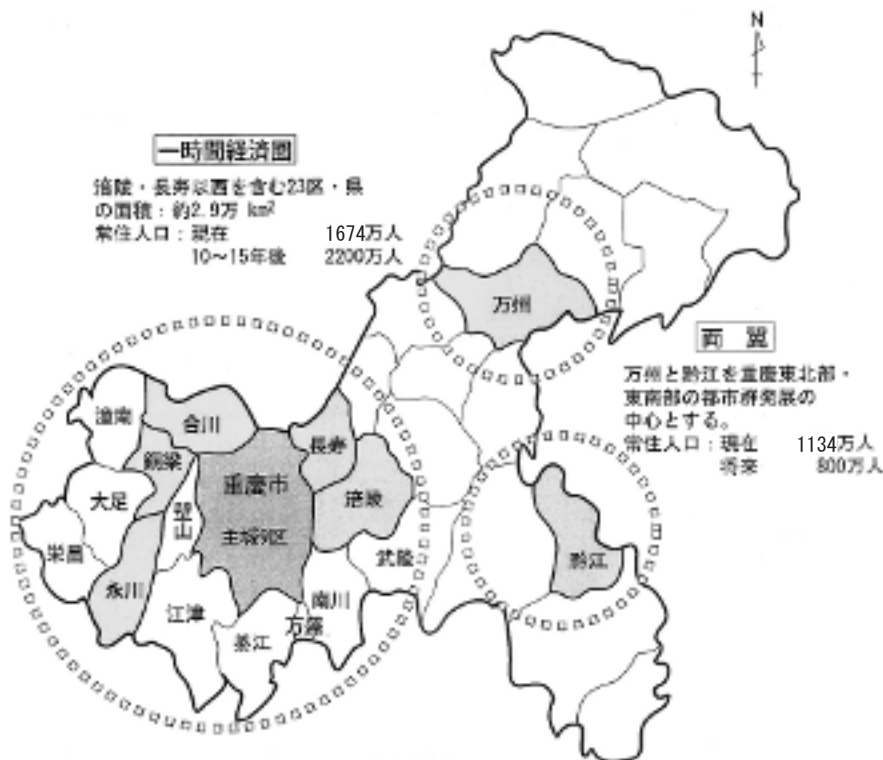 N
一時間経済圏
涪陵・長寿以西を含む23区・県
の面積：約2.9万 km²
常住人口：現在 1674万人
10～15年後 2200万人
万州
両翼
万州と黔江を重慶東北部・
東南部の都市群発展の
中心とする。
常住人口：現在 1134万人
将来 800万人
潼南
合川
長寿
銅梁
重慶市
涪陵
大足
璧山
主城9区
栄昌
武隆
黔江
永川
江津
南川
万盛
綦江